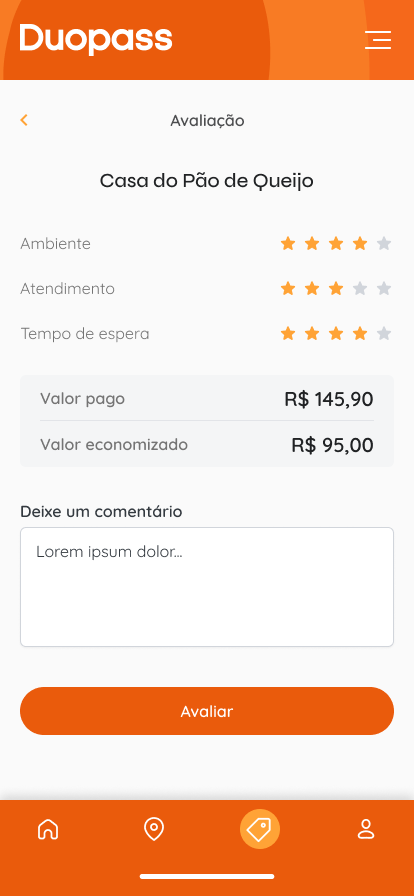 Duopass
Avaliação
Casa do Pão de Queijo
Ambiente
Atendimento
Tempo de espera
Valor pago R$ 145,90
Valor economizado R$ 95,00
Deixe um comentário
Lorem ipsum dolor...
Avaliar